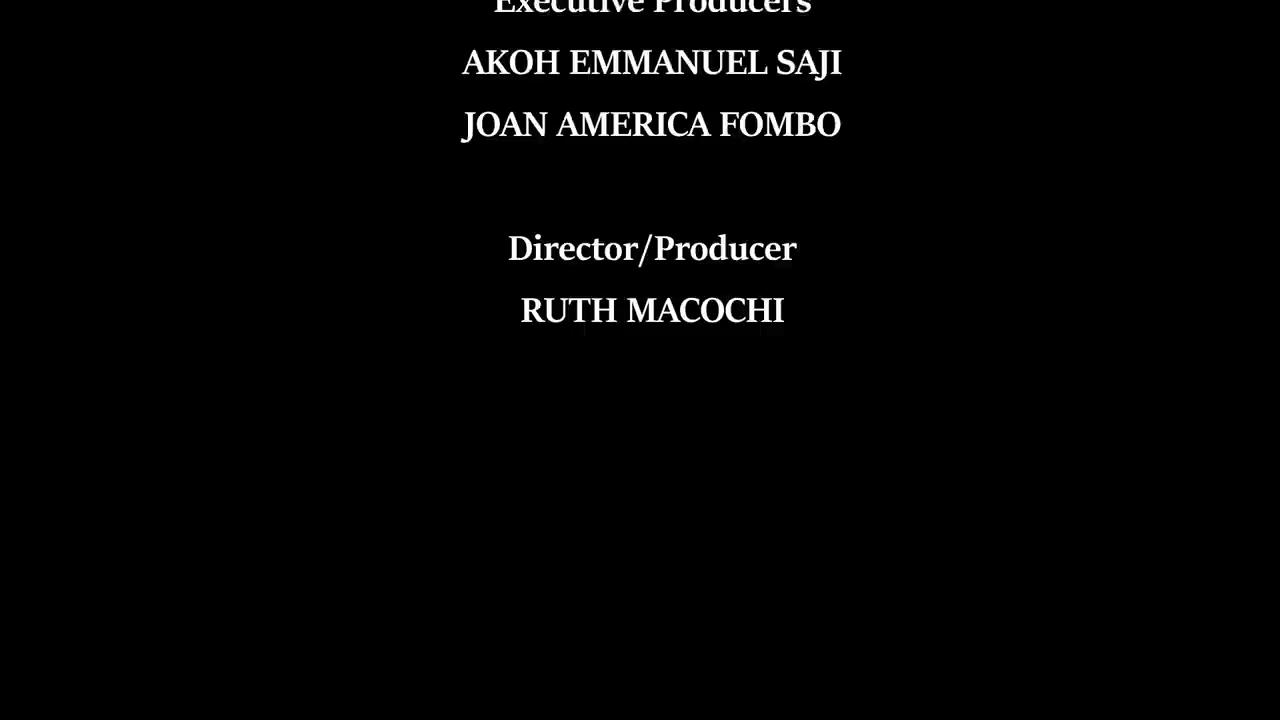 Executive Producers
AKOH EMMANUEL SAJI
JOAN AMERICA FOMBO
Director/Producer
RUTH MACOCHI